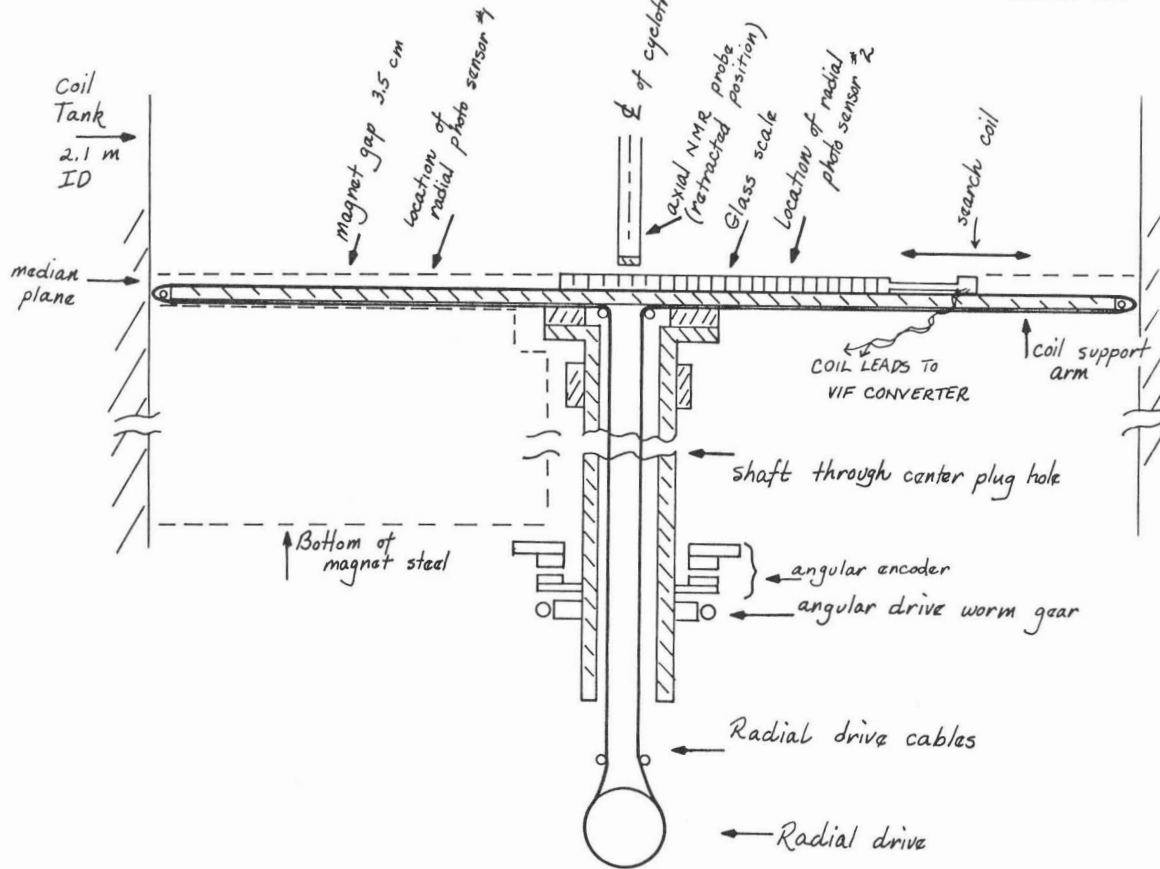 Coil
Tank
2.1 m
ID
magnet gap 3.5 cm
Location of
radial photo sensor #1
℄ of cyclotr
axial NMR probe
(retracted position)
Glass scale
Location of radial
photo sensor #2
search coil
median
plane
COIL LEADS TO
V/F CONVERTER
Coil support
arm
Shaft through center plug hole
Bottom of
magnet steel
angular encoder
angular drive worm gear
Radial drive cables
Radial drive